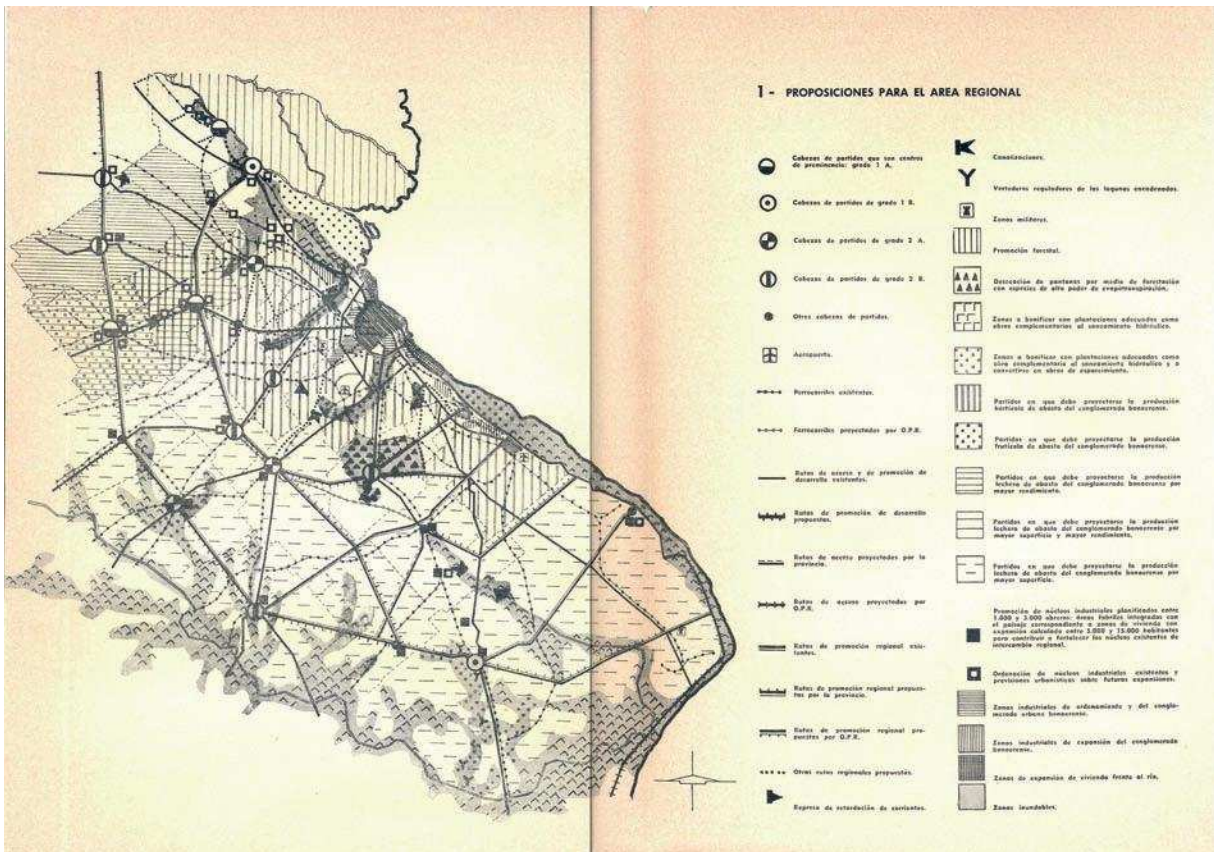 1 - PROPOSICIONES PARA EL AREA REGIONAL
Cabezas de partidos que son centros
de preminencia: grado 1 A.
Cabezas de partidos de grado 1 B.
Cabezas de partidos de grado 2 A.
Cabezas de partidos de grado 2 B.
Otras cabezas de partidos.
Aeropuerto.
Ferrocarriles existentes.
Ferrocarriles proyectados por O.P.R.
Rutas de acceso y de promoción de
desarrollo existentes.
Rutas de promoción de desarrollo
propuestas.
Rutas de acceso proyectadas por la
provincia.
Rutas de acceso proyectadas por
O.P.R.
Rutas de promoción regional exis-
tentes.
Rutas de promoción regional propues-
tas por la provincia.
Rutas de promoción regional pro-
puestas por O.P.R.
Otras rutas regionales propuestas.
Represa de retardación de corrientes.
Canalizaciones.
Vertederos reguladores de las lagunas encadenadas.
Zonas militares.
Promoción forestal.
Desecación de pantanos por medio de forestación
con especies de alto poder de evapotranspiración.
Zonas a bonificar con plantaciones adecuadas como
obras complementarias al saneamiento hidráulico.
Zonas a bonificar con plantaciones adecuadas como
obra complementaria al saneamiento hidráulico y a
convertirse en obras de esparcimiento.
Partidos en que debe proyectarse la producción
hortícola de abasto del conglomerado bonaerense.
Partidos en que debe proyectarse la producción
frutícola de abasto del conglomerado bonaerense.
Partidos en que debe proyectarse la producción
lechera de abasto del conglomerado bonaerense por
mayor rendimiento.
Partidos en que debe proyectarse la producción
lechera de abasto del conglomerado bonaerense por
mayor superficie y mayor rendimiento.
Partidos en que debe proyectarse la producción
lechera de abasto del conglomerado bonaerense por
mayor superficie.
Promoción de núcleos industriales planificados entre
1.000 y 3.000 obreros: áreas fabriles integradas con
el paisaje correspondiente a zonas de vivienda con
expansión calculada entre 5.000 y 15.000 habitantes
para contribuir a fortalecer los núcleos existentes de
intercambio regional.
Ordenación de núcleos industriales existentes y
previsiones urbanísticas sobre futuras expansiones.
Zonas industriales de ordenamiento y del conglo-
merado urbano bonaerense.
Zonas industriales de expansión del conglomerado
bonaerense.
Zonas de expansión de vivienda frente al río.
Zonas inundables.